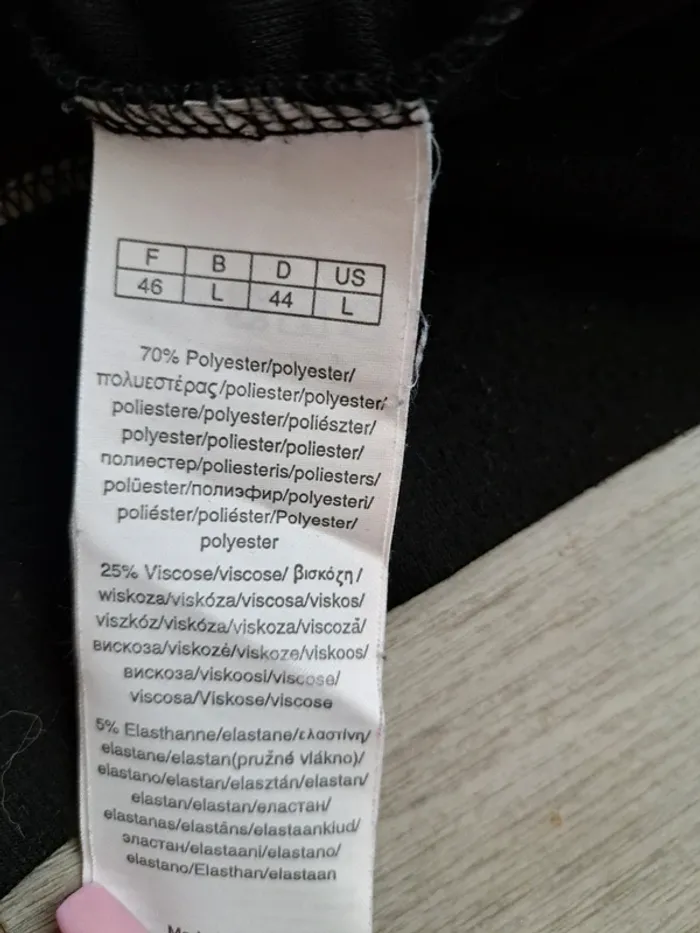 F B D US
46 L 44 L
70% Polyester/polyester/
πολυεστέρας/poliester/polyester/
poliestere/polyester/poliészter/
polyester/poliester/poliester/
полиестер/poliesteris/poliesters/
polüester/полиэфир/polyesteri/
poliéster/poliéster/Polyester/
polyester
25% Viscose/viscose/ βισκόζη/
wiskoza/viskóza/viscosa/viskos/
viszkóz/viskóza/viskoza/viscoză/
вискоза/viskozė/viskoze/viskoos/
вискоза/viskoosi/viscose/
viscosa/Viskose/viscose
5% Elasthanne/elastane/ελαστίνη/
elastane/elastan(pružné vlákno)/
elastano/elastan/elasztán/elastan/
elastan/elastan/еластан/
elastanas/elastāns/elastaankiud/
эластан/elastaani/elastano/
elastano/Elasthan/elastaan